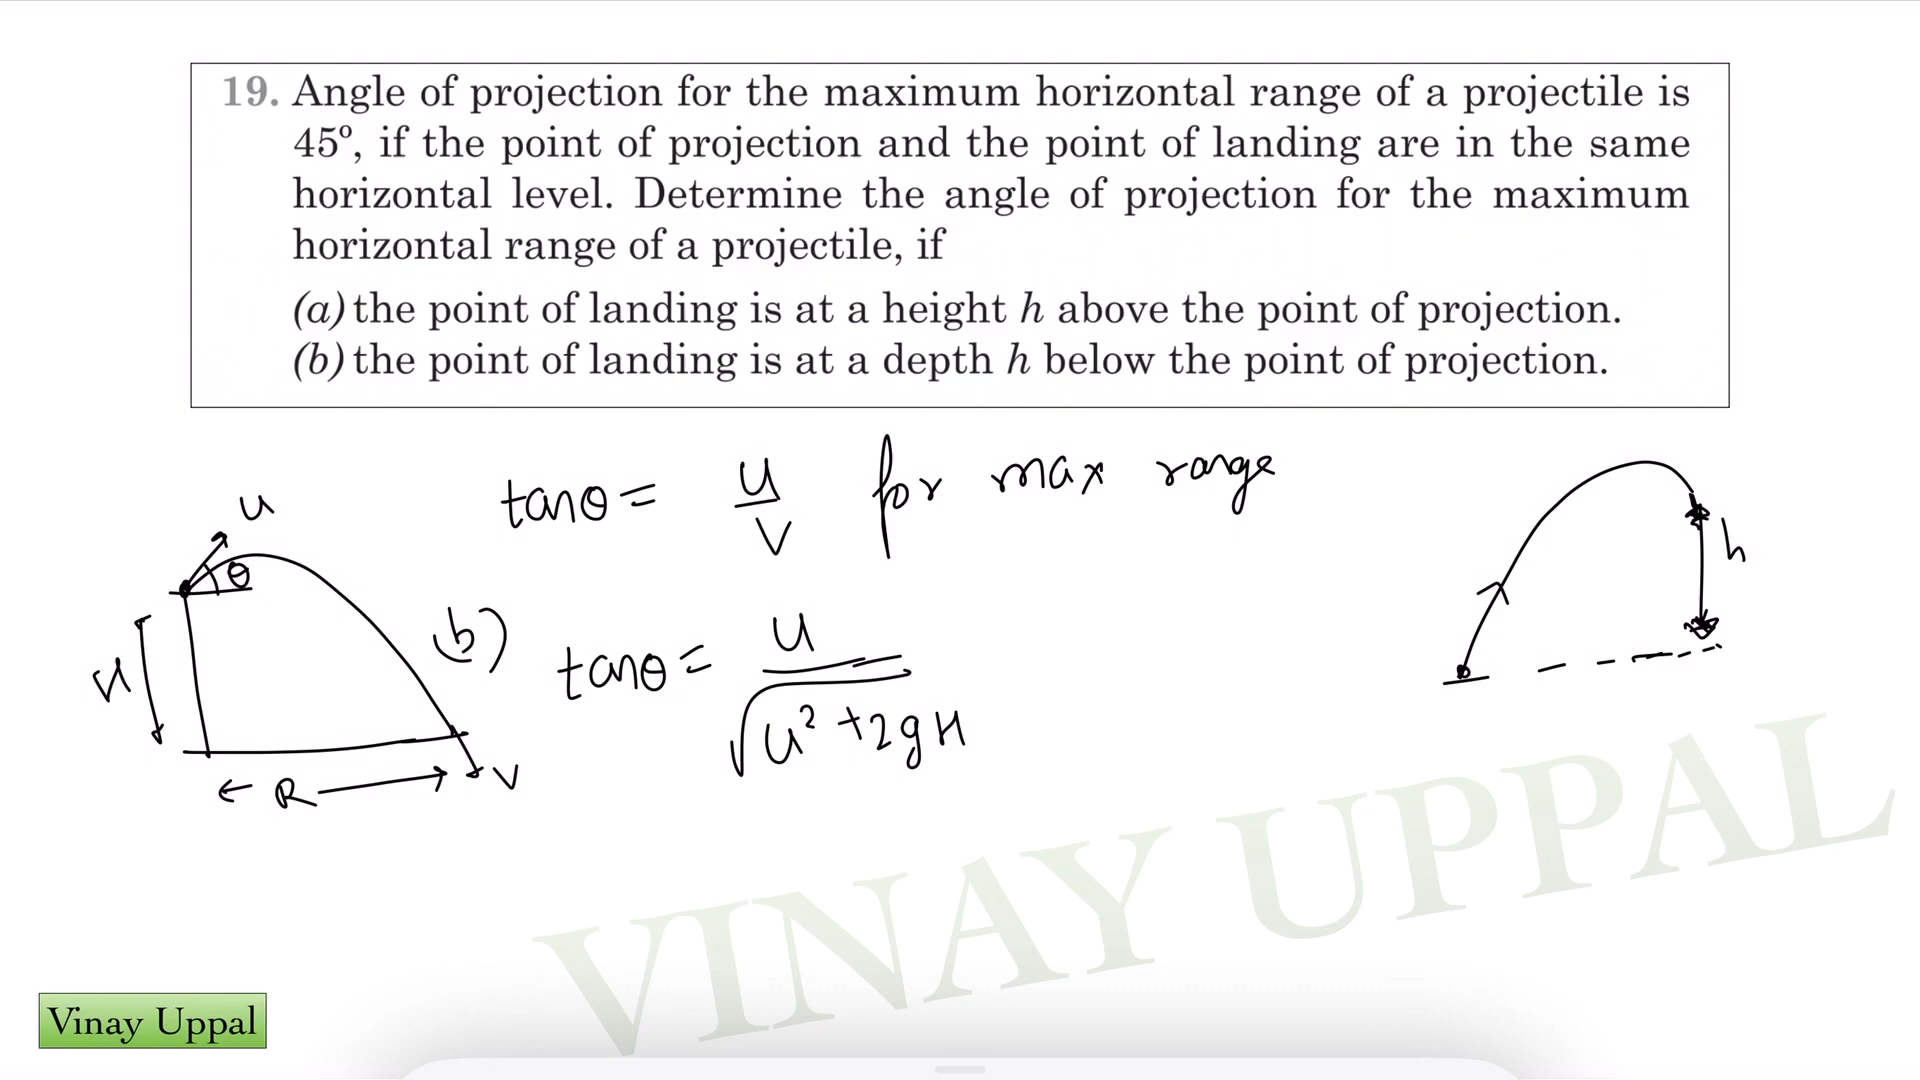 19. Angle of projection for the maximum horizontal range of a projectile is
45º, if the point of projection and the point of landing are in the same
horizontal level. Determine the angle of projection for the maximum
horizontal range of a projectile, if
(a) the point of landing is at a height h above the point of projection.
(b) the point of landing is at a depth h below the point of projection.
tanθ = u/v for max range
u
θ
H
R
v
(b) tanθ = u/√(u² + 2gH)
h
VINAY UPPAL
Vinay Uppal